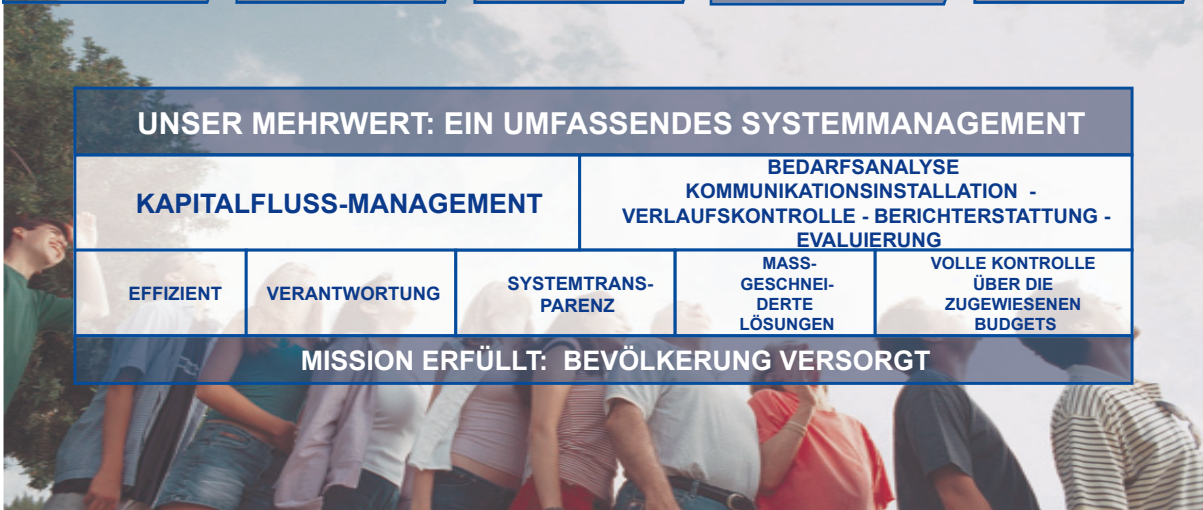 UNSER MEHRWERT: EIN UMFASSENDES SYSTEMMANAGEMENT
KAPITALFLUSS-MANAGEMENT
BEDARFSANALYSE
KOMMUNIKATIONSINSTALLATION -
VERLAUFSKONTROLLE - BERICHTERSTATTUNG -
EVALUIERUNG
EFFIZIENT
VERANTWORTUNG
SYSTEMTRANS-
PARENZ
MASS-
GESCHNEI-
DERTE
LÖSUNGEN
VOLLE KONTROLLE
ÜBER DIE
ZUGEWIESENEN
BUDGETS
MISSION ERFÜLLT: BEVÖLKERUNG VERSORGT